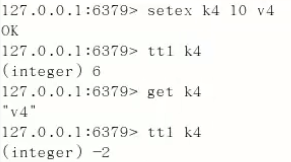 127.0.0.1:6379> setex k4 10 v4
OK
127.0.0.1:6379> ttl k4
(integer) 6
127.0.0.1:6379> get k4
"v4"
127.0.0.1:6379> ttl k4
(integer) -2